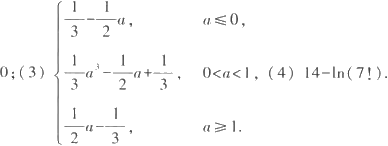 1/3 - 1/2 a, a ⩽ 0,
0; (3) { 1/3 a³ - 1/2 a + 1/3, 0<a<1, (4) 14-ln(7!).
1/2 a - 1/3, a ⩾ 1.